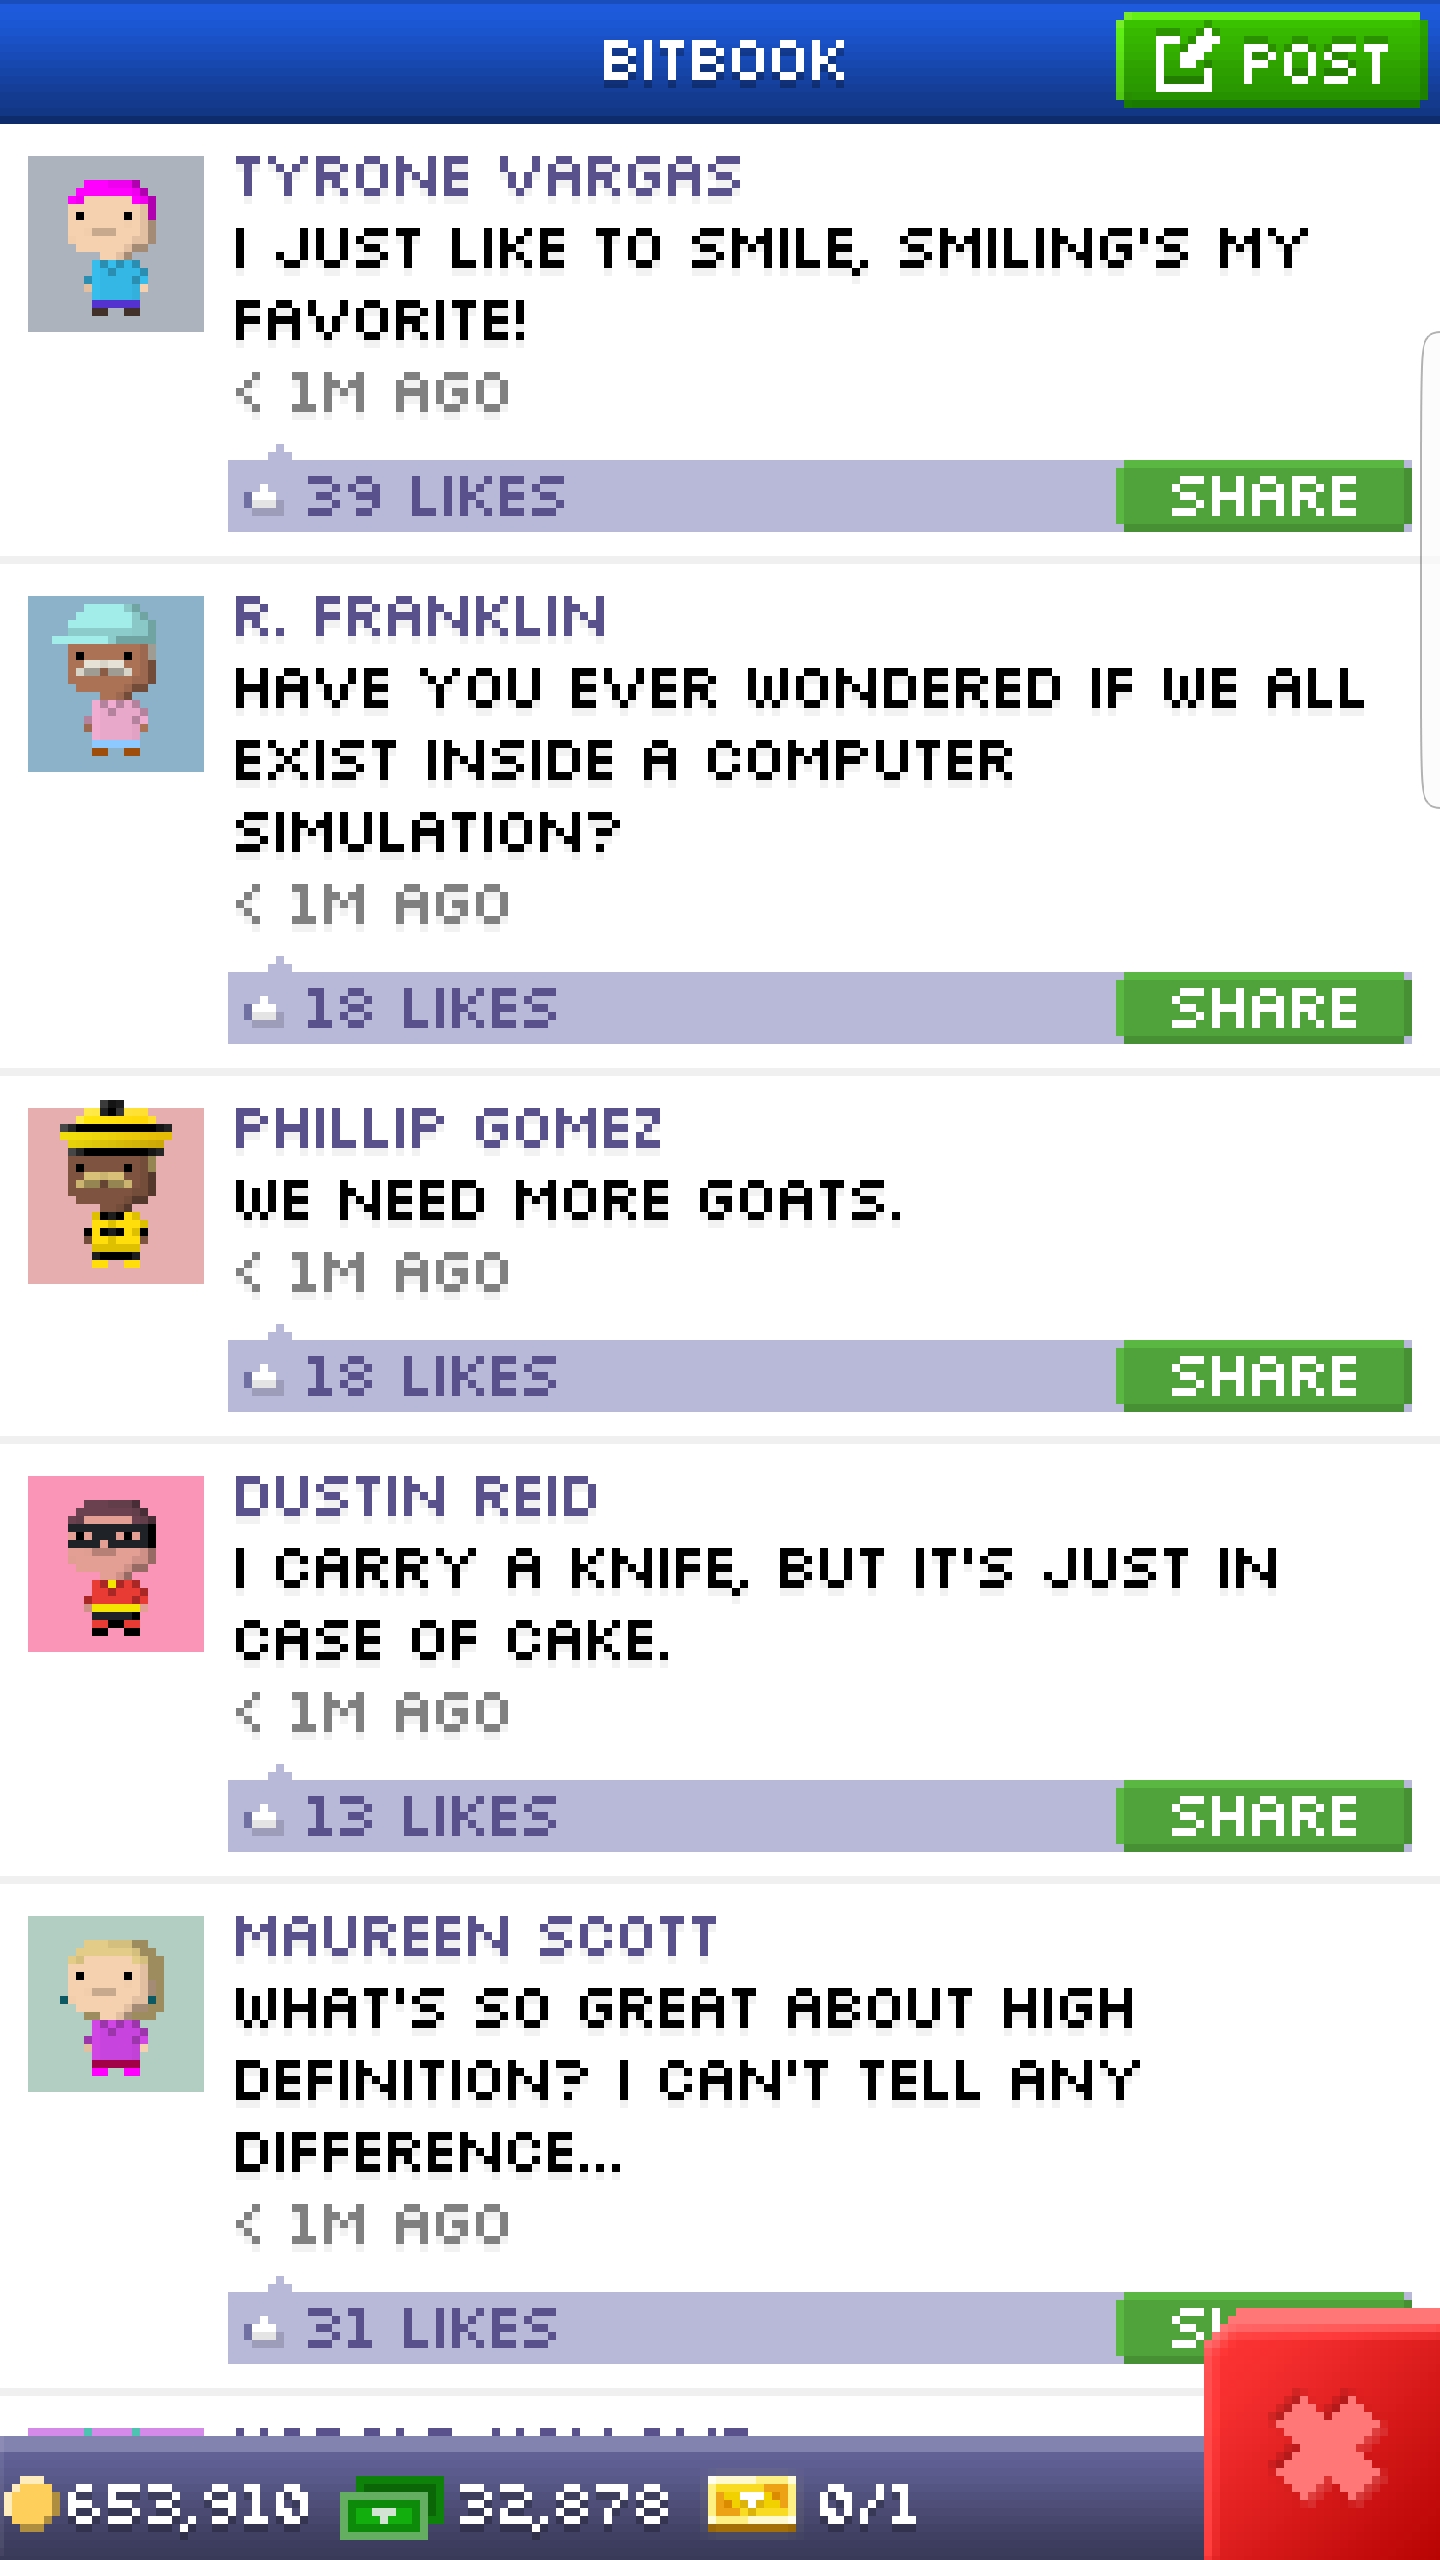 BITBOOK
POST
TYRONE VARGAS
I JUST LIKE TO SMILE, SMILING'S MY
FAVORITE!
< 1M AGO
39 LIKES
SHARE
R. FRANKLIN
HAVE YOU EVER WONDERED IF WE ALL
EXIST INSIDE A COMPUTER
SIMULATION?
< 1M AGO
18 LIKES
SHARE
PHILLIP GOMEZ
WE NEED MORE GOATS.
< 1M AGO
18 LIKES
SHARE
DUSTIN REID
I CARRY A KNIFE, BUT IT'S JUST IN
CASE OF CAKE.
< 1M AGO
13 LIKES
SHARE
MAUREEN SCOTT
WHAT'S SO GREAT ABOUT HIGH
DEFINITION? I CAN'T TELL ANY
DIFFERENCE...
< 1M AGO
31 LIKES
653,910
32,878
0/1